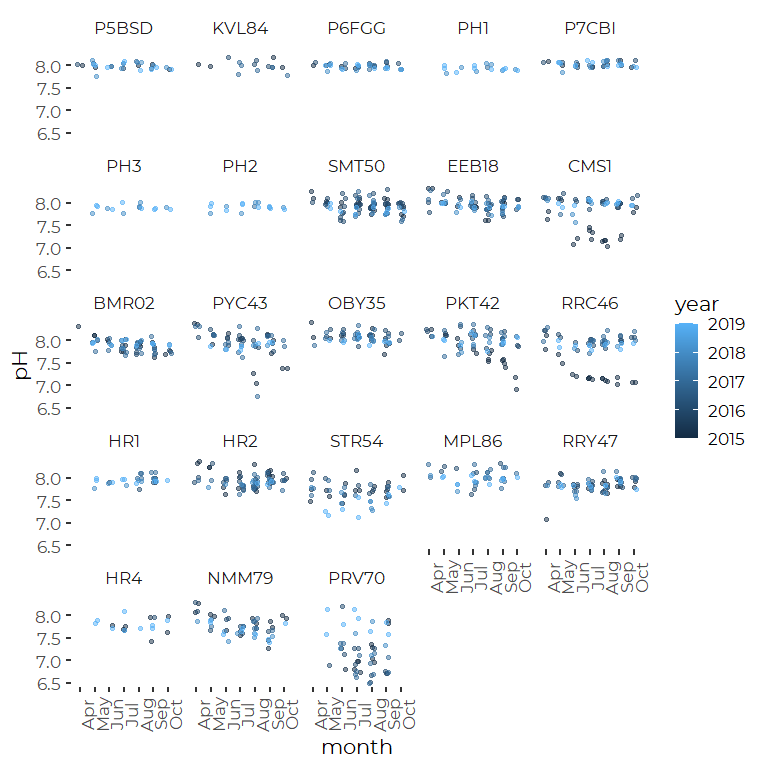 P5BSD KVL84 P6FGG PH1 P7CBI
8.0
7.5
7.0
6.5
PH3 PH2 SMT50 EEB18 CMS1
8.0
7.5
7.0
6.5
BMR02 PYC43 OBY35 PKT42 RRC46
8.0
7.5
7.0
6.5
pH
year
2019
2018
2017
2016
2015
HR1 HR2 STR54 MPL86 RRY47
8.0
7.5
7.0
6.5
Apr May Jun Jul Aug Sep Oct Apr May Jun Jul Aug Sep Oct
HR4 NMM79 PRV70
8.0
7.5
7.0
6.5
Apr May Jun Jul Aug Sep Oct Apr May Jun Jul Aug Sep Oct Apr May Jun Jul Aug Sep Oct
month